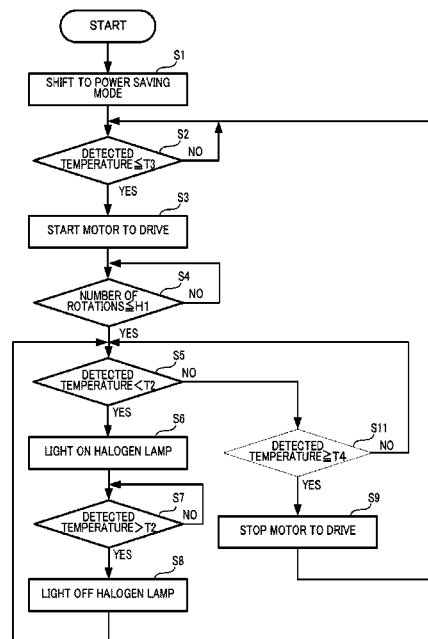 START
S1
SHIFT TO POWER SAVING
MODE
S2
DETECTED
TEMPERATURE≦T3
NO
YES
S3
START MOTOR TO DRIVE
S4
NUMBER OF
ROTATIONS≧H1
NO
YES
S5
DETECTED
TEMPERATURE<T2
NO
YES
S6
LIGHT ON HALOGEN LAMP
S11
DETECTED
TEMPERATURE≧T4
NO
YES
S7
DETECTED
TEMPERATURE>T2
NO
YES
S9
STOP MOTOR TO DRIVE
S8
LIGHT OFF HALOGEN LAMP